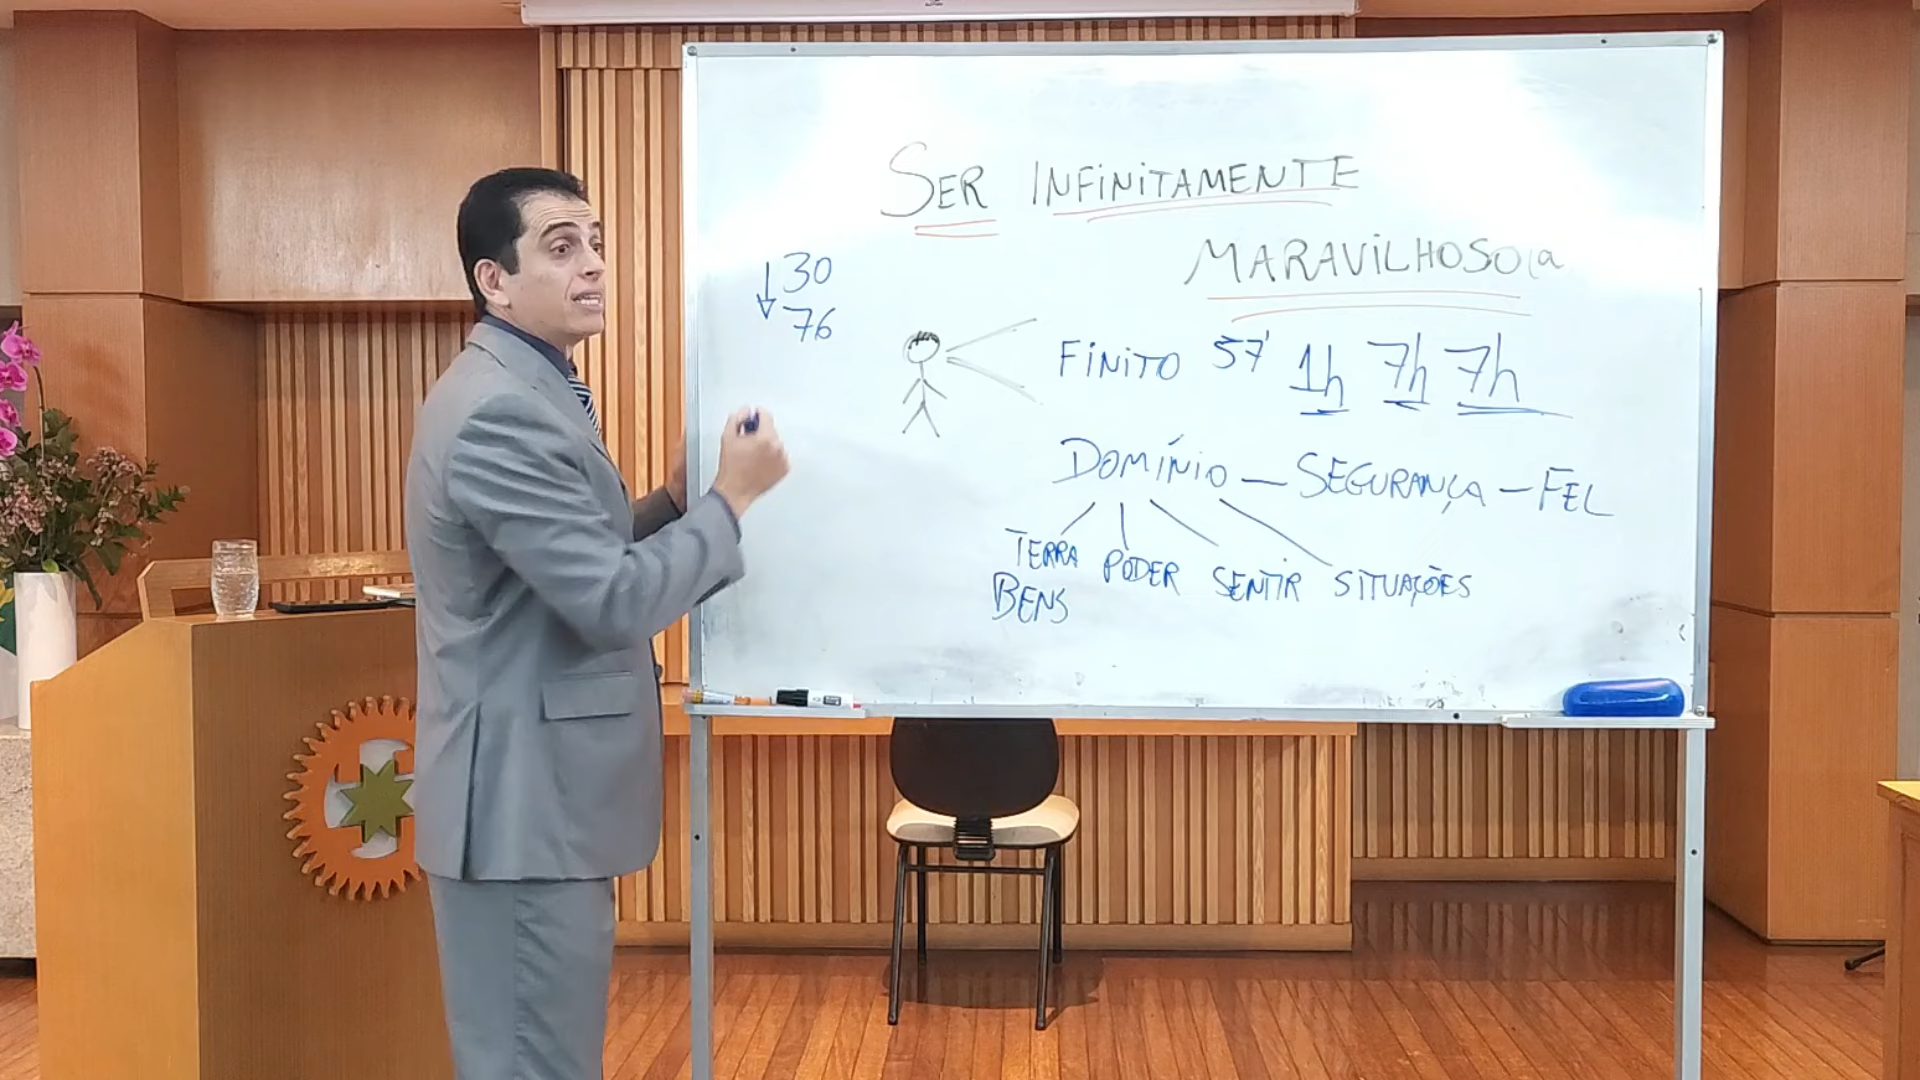 SER INFINITAMENTE
MARAVILHOSO(a
30
76
FINITO 57' 1h 7h 7h
DOMÍNIO — SEGURANÇA — FEL
TERRA PODER SENTIR SITUAÇÕES
BENS